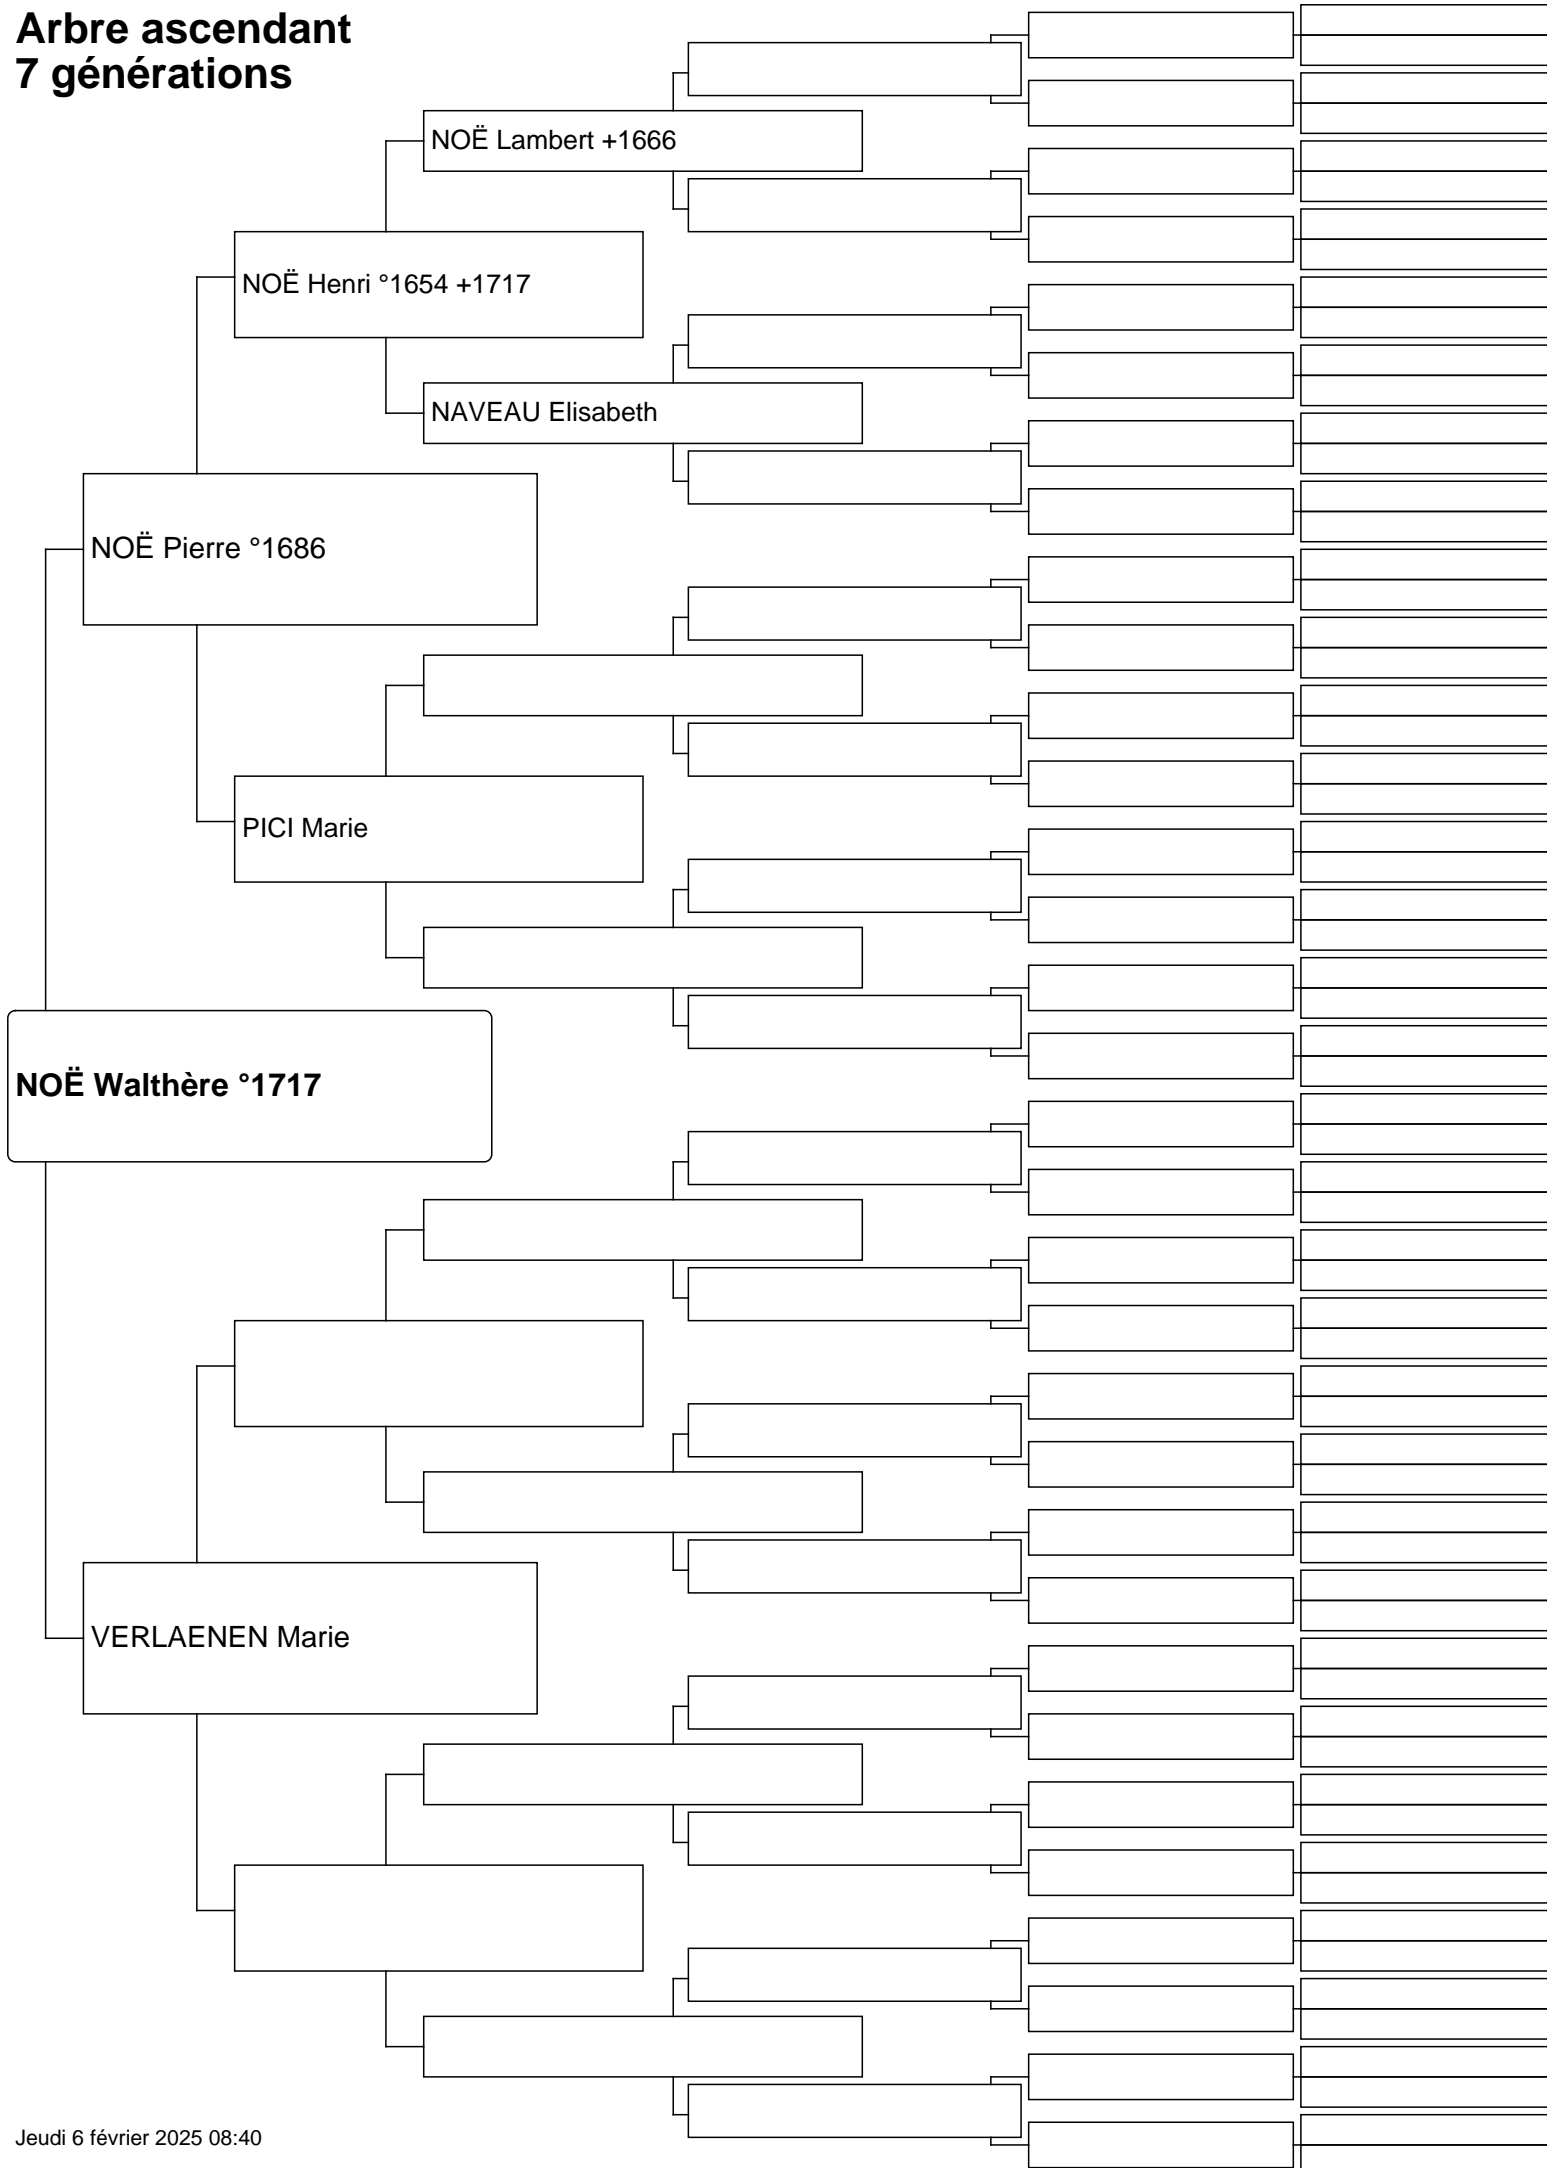 Arbre ascendant
7 générations
NOË Lambert +1666
NOË Henri °1654 +1717
NAVEAU Elisabeth
NOË Pierre °1686
PICI Marie
NOË Walthère °1717
VERLAENEN Marie
Jeudi 6 février 2025 08:40